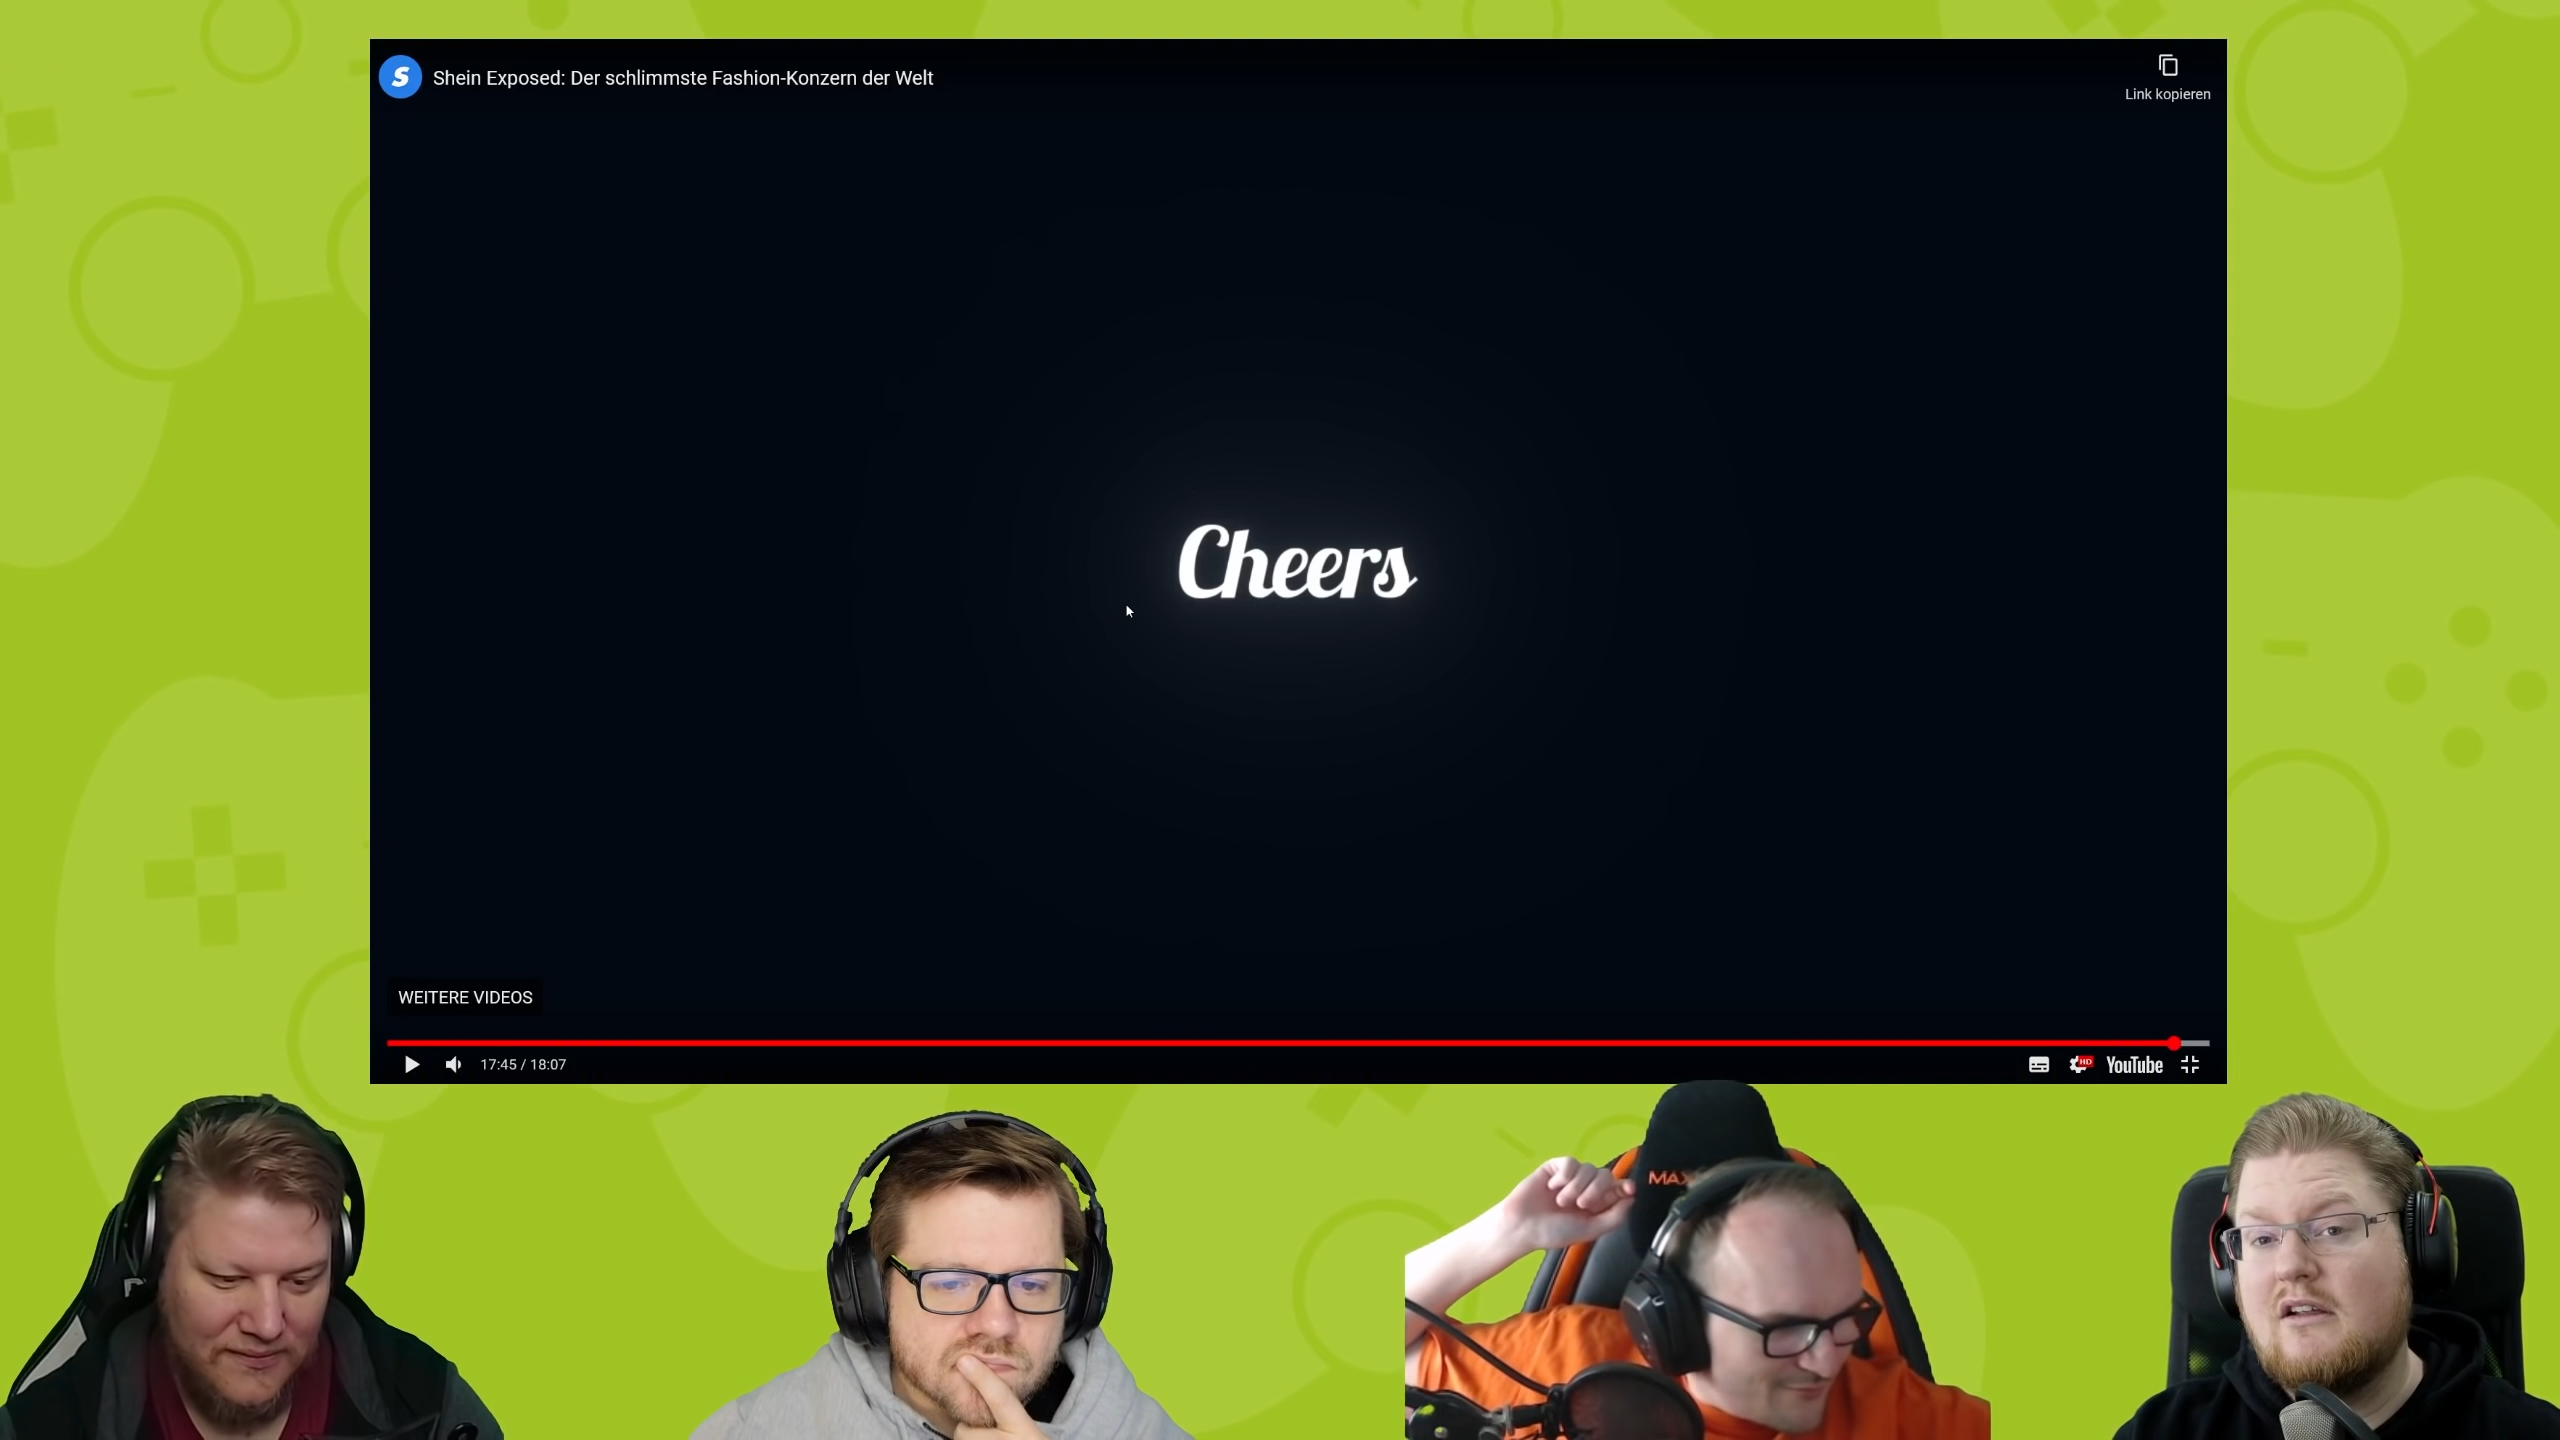 Shein Exposed: Der schlimmste Fashion-Konzern der Welt
Link kopieren
Cheers
WEITERE VIDEOS
17:45 / 18:07
HD
YouTube